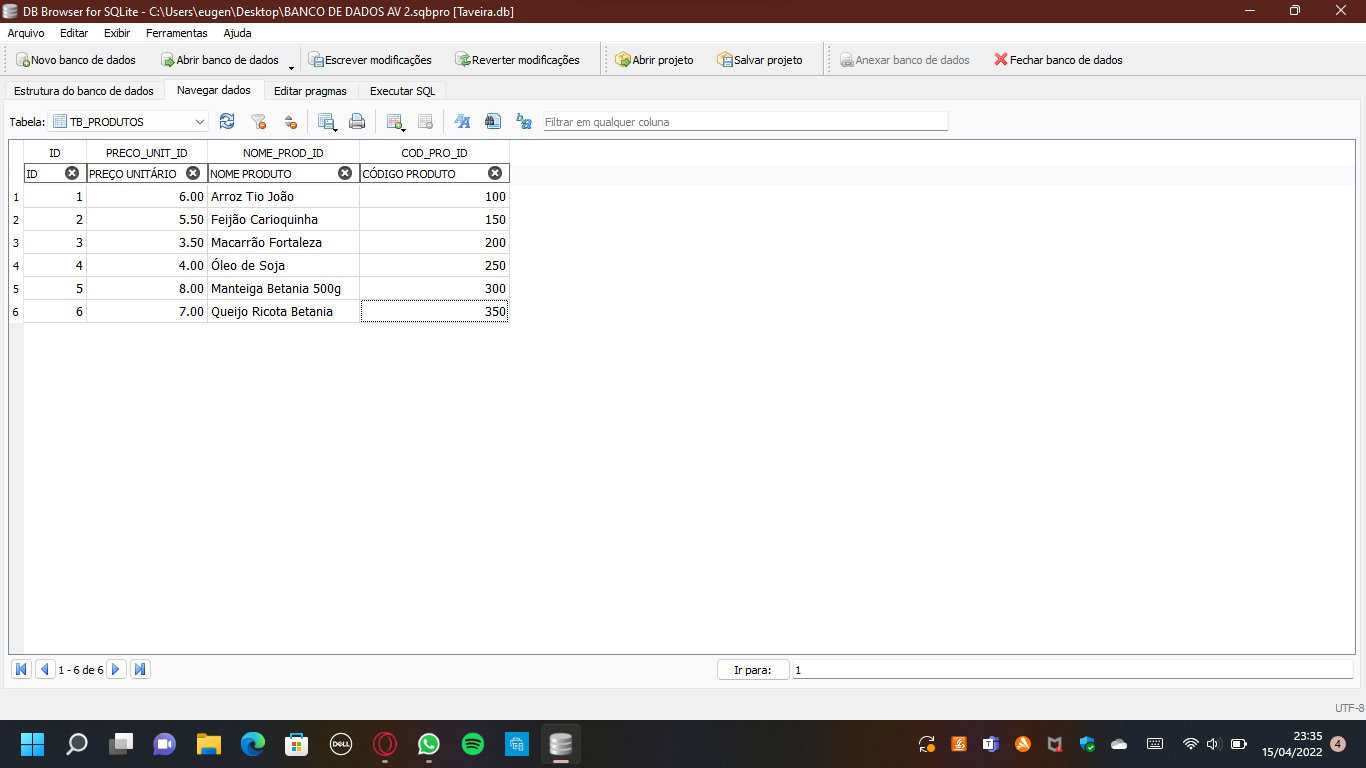 DB Browser for SQLite - C:\Users\eugen\Desktop\BANCO DE DADOS AV 2.sqbpro [Taveira.db]
Arquivo Editar Exibir Ferramentas Ajuda
Novo banco de dados Abrir banco de dados Escrever modificações Reverter modificações Abrir projeto Salvar projeto Anexar banco de dados Fechar banco de dados
Estrutura do banco de dados Navegar dados Editar pragmas Executar SQL
Tabela: TB_PRODUTOS Filtrar em qualquer coluna
ID PRECO_UNIT_ID NOME_PROD_ID COD_PRO_ID
ID PREÇO UNITÁRIO NOME PRODUTO CÓDIGO PRODUTO
1 1 6.00 Arroz Tio João 100
2 2 5.50 Feijão Carioquinha 150
3 3 3.50 Macarrão Fortaleza 200
4 4 4.00 Óleo de Soja 250
5 5 8.00 Manteiga Betania 500g 300
6 6 7.00 Queijo Ricota Betania 350
1 - 6 de 6 Ir para: 1
UTF-8
DELL
23:35
15/04/2022 4